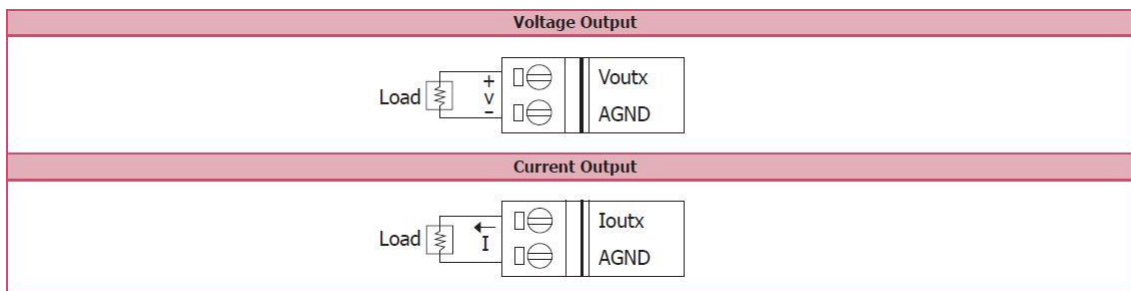 Voltage Output
Load
+
V
-
Voutx
AGND
Current Output
Load
I
Ioutx
AGND